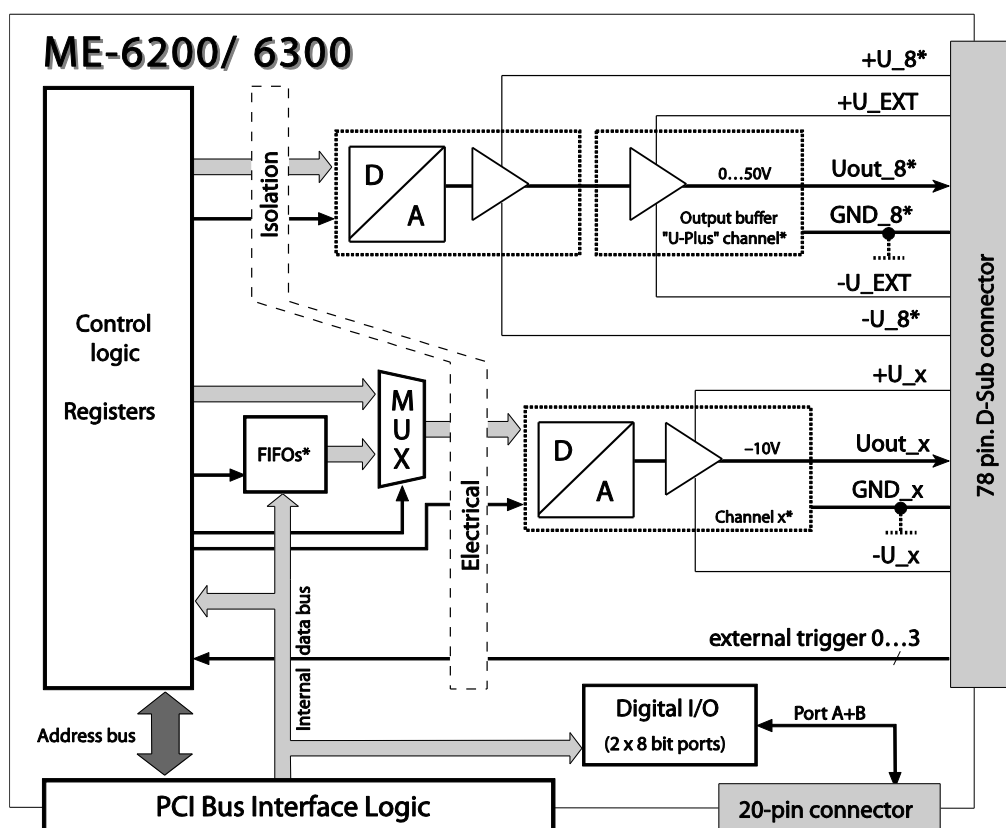 ME-6200/ 6300
+U_8*
+U_EXT
Isolation
D
A
0…50V
Uout_8*
Output buffer
"U-Plus" channel*
GND_8*
-U_EXT
-U_8*
Control
logic
Registers
78 pin. D-Sub connector
+U_x
MUX
FIFOs*
D
A
–10V
Uout_x
Channel x*
GND_x
-U_x
Electrical
Internal data bus
external trigger 0…3
Address bus
Digital I/O
(2 x 8 bit ports)
Port A+B
PCI Bus Interface Logic
20-pin connector